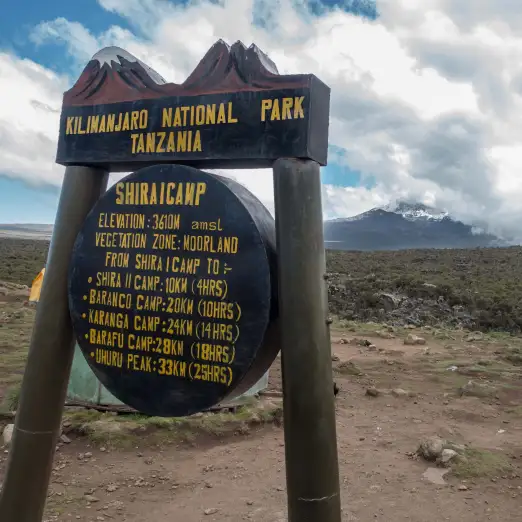 KILIMANJARO NATIONAL PARK
TANZANIA
SHIRA I CAMP
ELEVATION: 3610M amsl
VEGETATION ZONE: MOORLAND
FROM SHIRA I CAMP TO :-
• SHIRA II CAMP: 10KM (4HRS)
• BARANCO CAMP: 20KM (10HRS)
• KARANGA CAMP: 24KM (14HRS)
• BARAFU CAMP: 28KM (18HRS)
• UHURU PEAK: 33KM (25HRS)